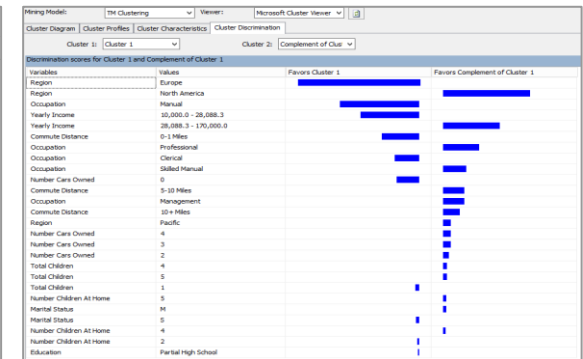 Mining Model: TM Clustering Viewer: Microsoft Cluster Viewer
Cluster Diagram Cluster Profiles Cluster Characteristics Cluster Discrimination
Cluster 1: Cluster 1 Cluster 2: Complement of Clus
Discrimination scores for Cluster 1 and Complement of Cluster 1
Variables Values Favors Cluster 1 Favors Complement of Cluster 1
Region Europe
Region North America
Occupation Manual
Yearly Income 10,000.0 - 28,088.3
Yearly Income 28,088.3 - 170,000.0
Commute Distance 0-1 Miles
Occupation Professional
Occupation Clerical
Occupation Skilled Manual
Number Cars Owned 0
Commute Distance 5-10 Miles
Occupation Management
Commute Distance 10+ Miles
Region Pacific
Number Cars Owned 4
Number Cars Owned 3
Number Cars Owned 2
Total Children 4
Total Children 5
Total Children 1
Number Children At Home 5
Marital Status M
Marital Status S
Number Children At Home 4
Number Children At Home 2
Education Partial High School